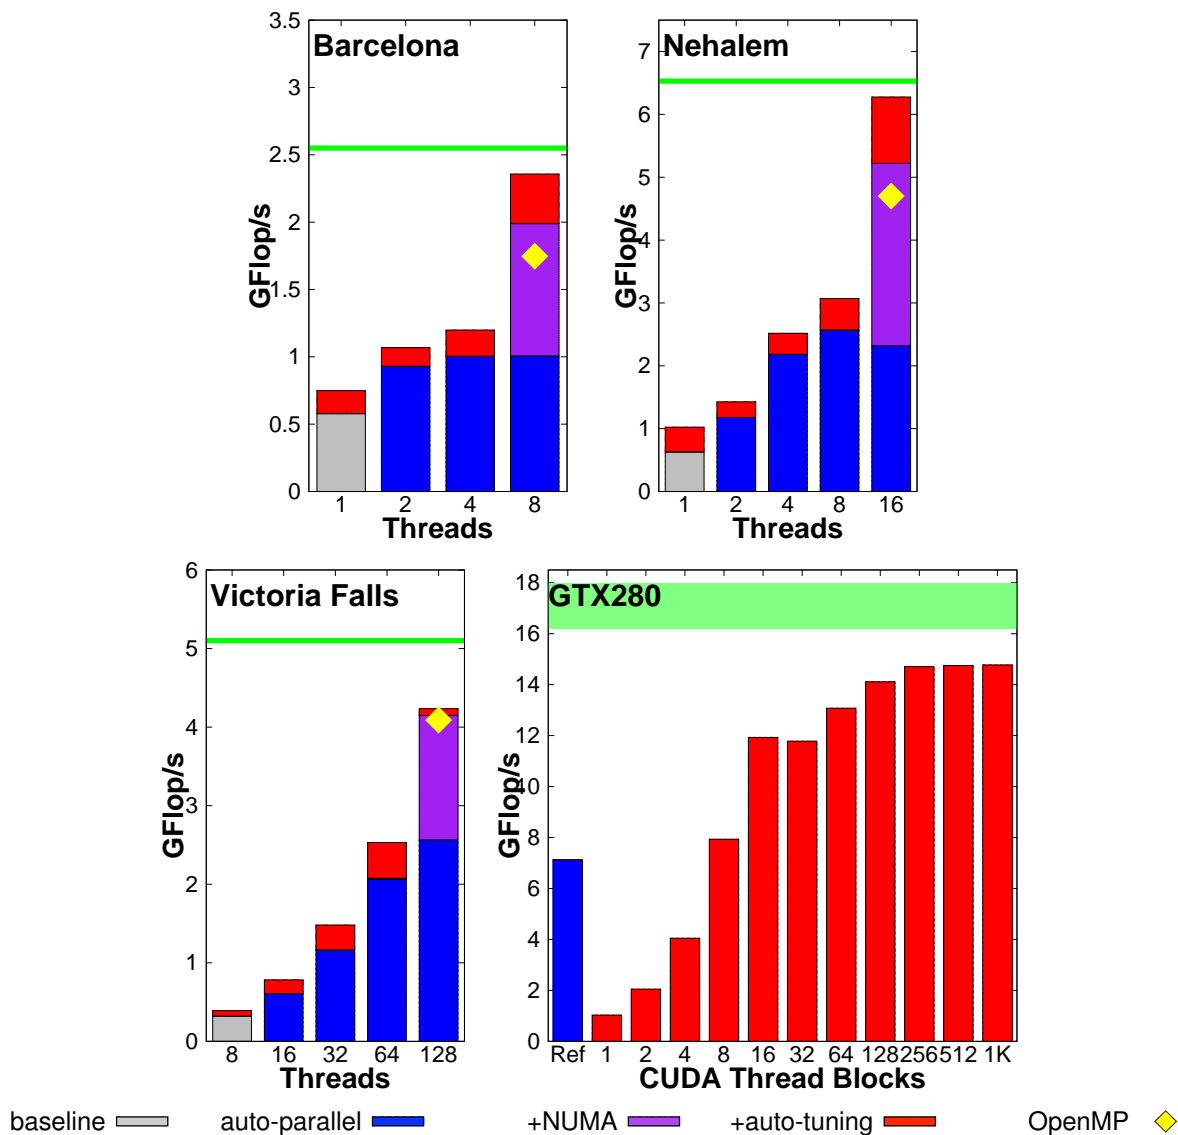 Barcelona
GFlop/s
3.5
3
2.5
2
1.5
1
0.5
0
1 2 4 8
Threads
Nehalem
GFlop/s
7
6
5
4
3
2
1
0
1 2 4 8 16
Threads
Victoria Falls
GFlop/s
6
5
4
3
2
1
0
8 16 32 64 128
Threads
GTX280
GFlop/s
18
16
14
12
10
8
6
4
2
0
Ref 1 2 4 8 16 32 64 128 256 512 1K
CUDA Thread Blocks
baseline auto-parallel +NUMA +auto-tuning OpenMP